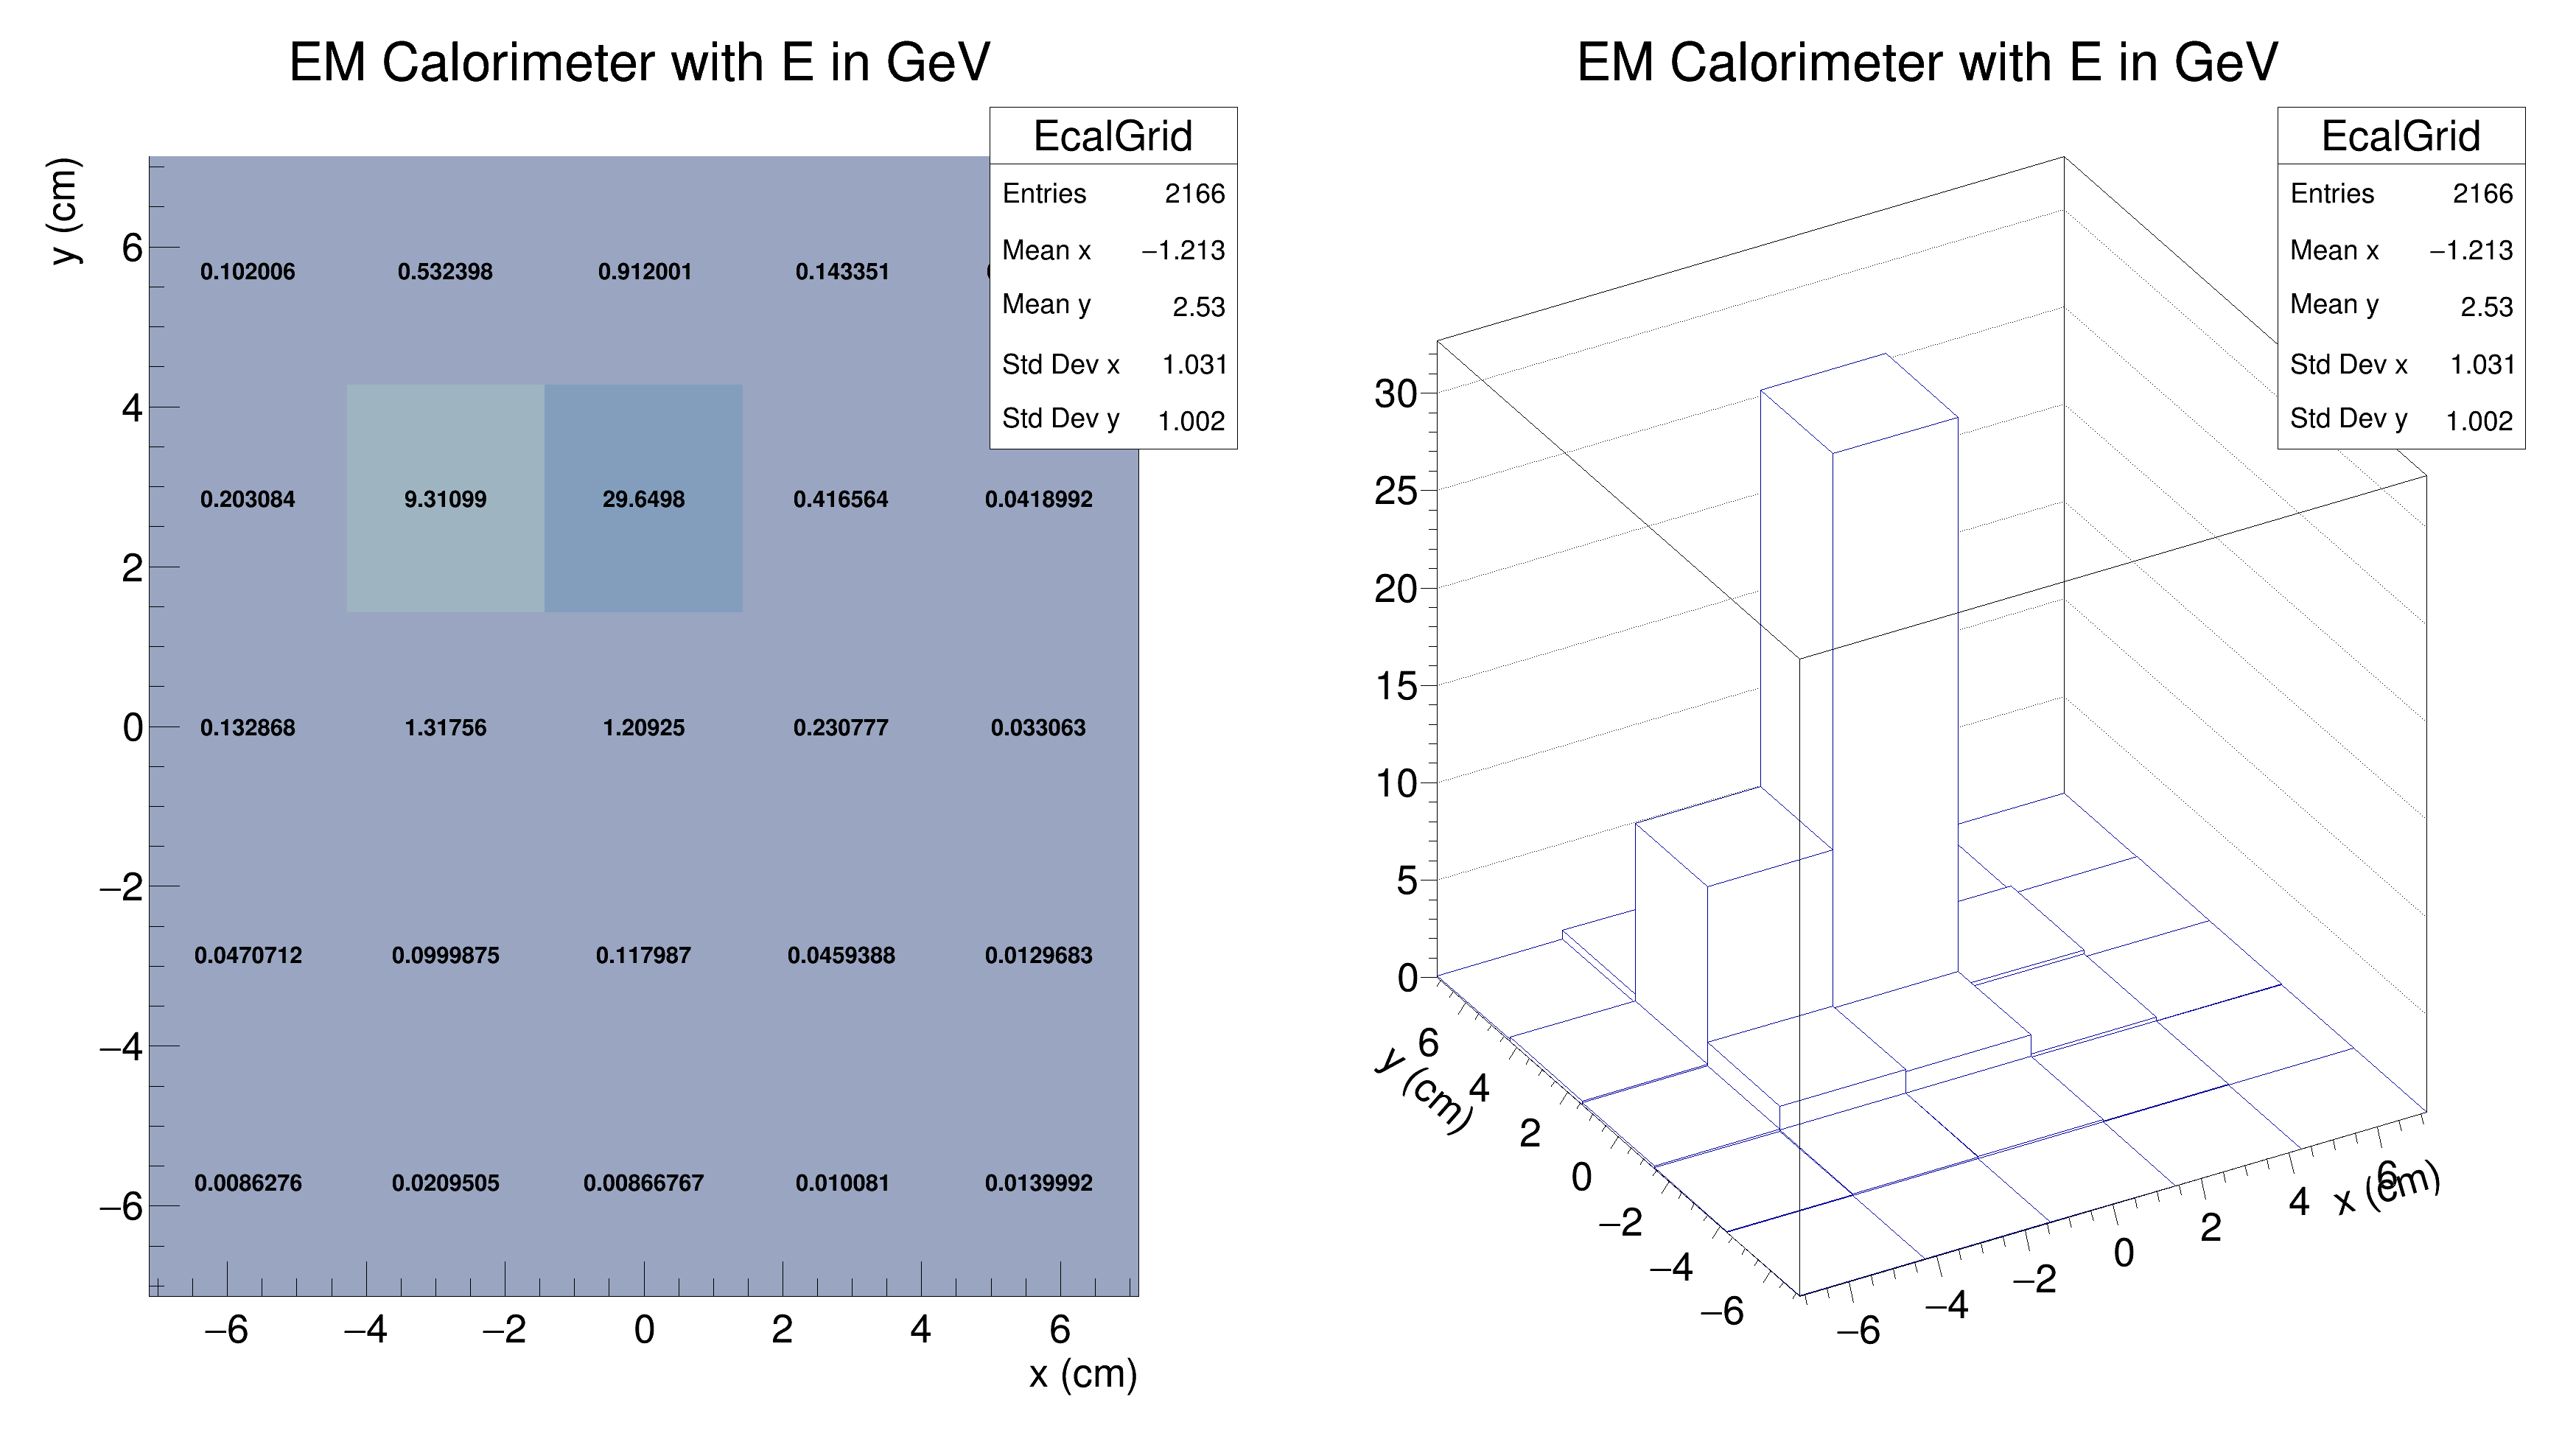 EM Calorimeter with E in GeV
EcalGrid
Entries 2166
Mean x −1.213
Mean y 2.53
Std Dev x 1.031
Std Dev y 1.002
y (cm)
6
4
2
0
−2
−4
−6
0.102006 0.532398 0.912001 0.143351
0.203084 9.31099 29.6498 0.416564 0.0418992
0.132868 1.31756 1.20925 0.230777 0.033063
0.0470712 0.0999875 0.117987 0.0459388 0.0129683
0.0086276 0.0209505 0.00866767 0.010081 0.0139992
−6 −4 −2 0 2 4 6
x (cm)
EM Calorimeter with E in GeV
EcalGrid
Entries 2166
Mean x −1.213
Mean y 2.53
Std Dev x 1.031
Std Dev y 1.002
30
25
20
15
10
5
0
y (cm)
6
4
2
0
−2
−4
−6
−6 −4 −2 0 2 4 6
x (cm)